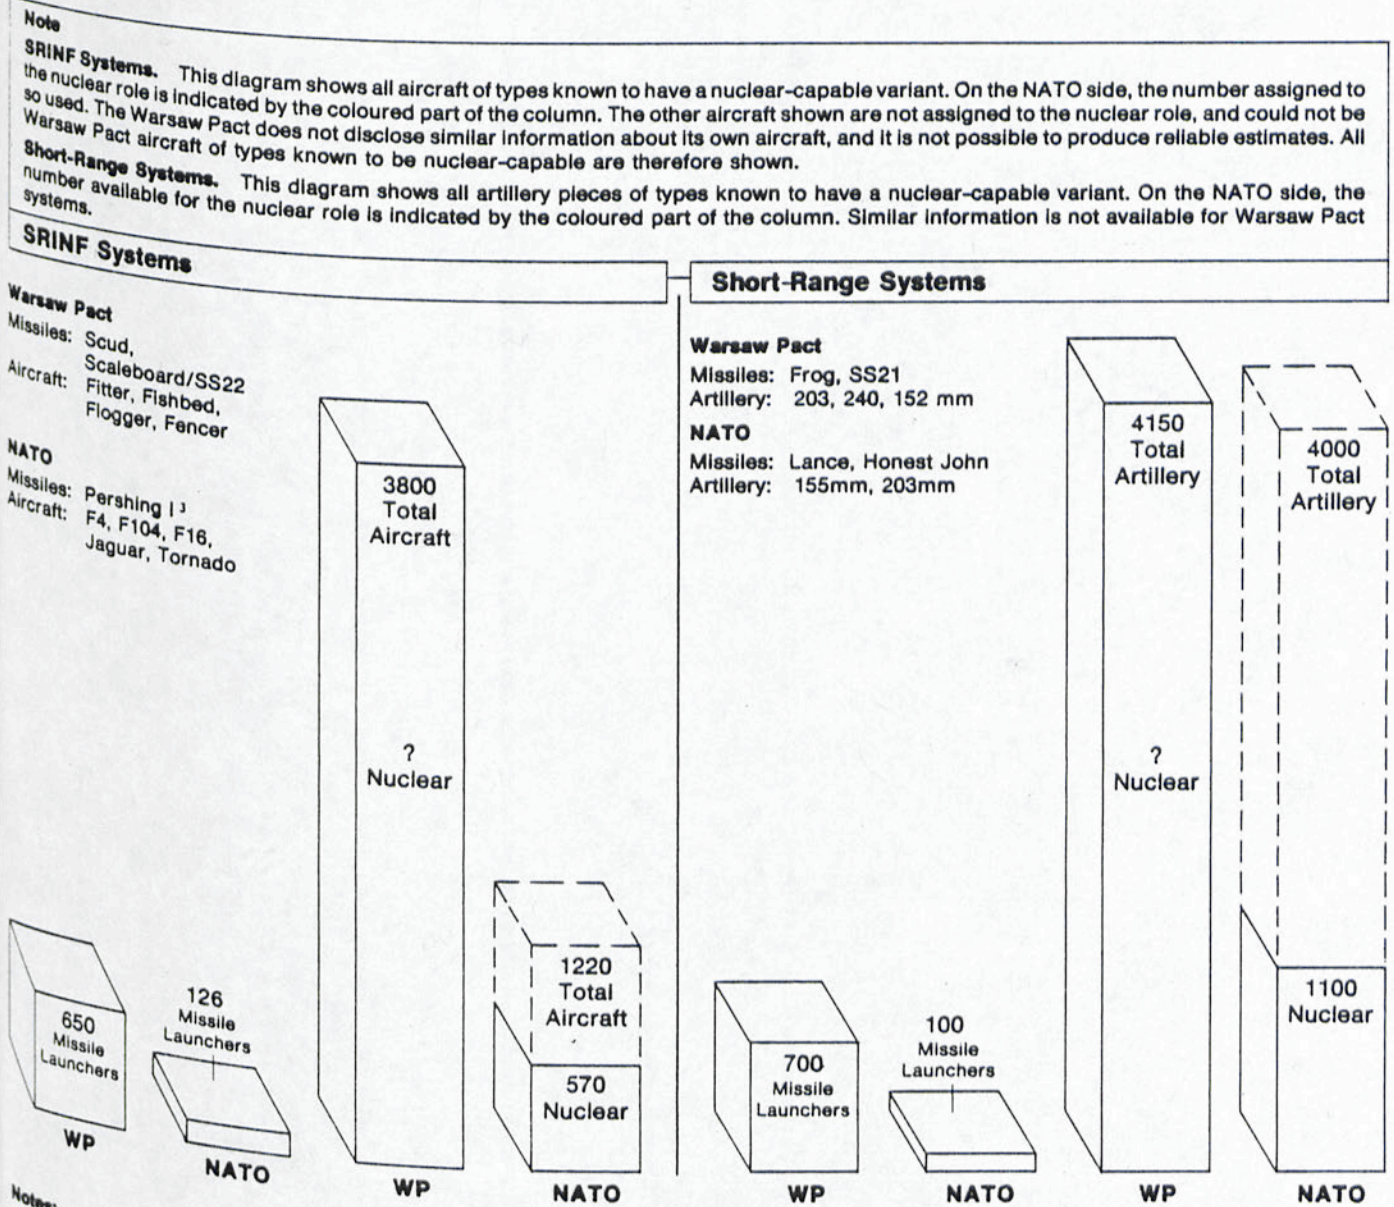 Note
SRINF Systems. This diagram shows all aircraft of types known to have a nuclear-capable variant. On the NATO side, the number assigned to
the nuclear role is indicated by the coloured part of the column. The other aircraft shown are not assigned to the nuclear role, and could not be
so used. The Warsaw Pact does not disclose similar information about its own aircraft, and it is not possible to produce reliable estimates. All
Warsaw Pact aircraft of types known to be nuclear-capable are therefore shown.
Short-Range Systems. This diagram shows all artillery pieces of types known to have a nuclear-capable variant. On the NATO side, the
number available for the nuclear role is indicated by the coloured part of the column. Similar information is not available for Warsaw Pact
systems.
SRINF Systems
Warsaw Pact
Missiles: Scud,
Scaleboard/SS22
Aircraft: Fitter, Fishbed,
Flogger, Fencer
NATO
Missiles: Pershing I ³
Aircraft: F4, F104, F16,
Jaguar, Tornado
650
Missile
Launchers
WP
126
Missile
Launchers
NATO
3800
Total
Aircraft
?
Nuclear
WP
1220
Total
Aircraft
570
Nuclear
NATO
Short-Range Systems
Warsaw Pact
Missiles: Frog, SS21
Artillery: 203, 240, 152 mm
NATO
Missiles: Lance, Honest John
Artillery: 155mm, 203mm
700
Missile
Launchers
WP
100
Missile
Launchers
NATO
4150
Total
Artillery
?
Nuclear
WP
4000
Total
Artillery
1100
Nuclear
NATO
Notes: